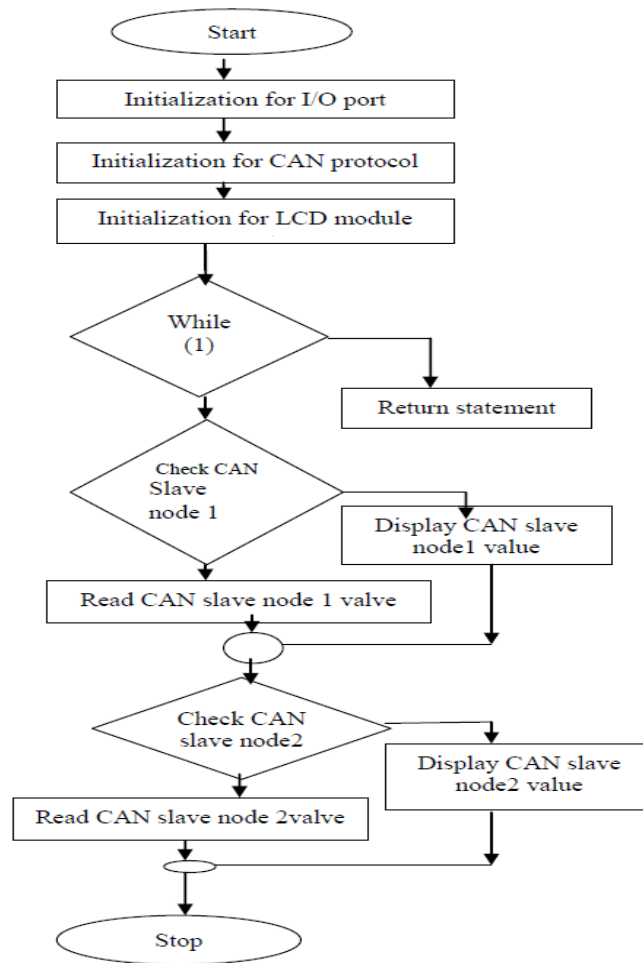 Start
Initialization for I/O port
Initialization for CAN protocol
Initialization for LCD module
While
(1)
Return statement
Check CAN
Slave
node 1
Display CAN slave
node1 value
Read CAN slave node 1 valve
Check CAN
slave node2
Display CAN slave
node2 value
Read CAN slave node 2valve
Stop